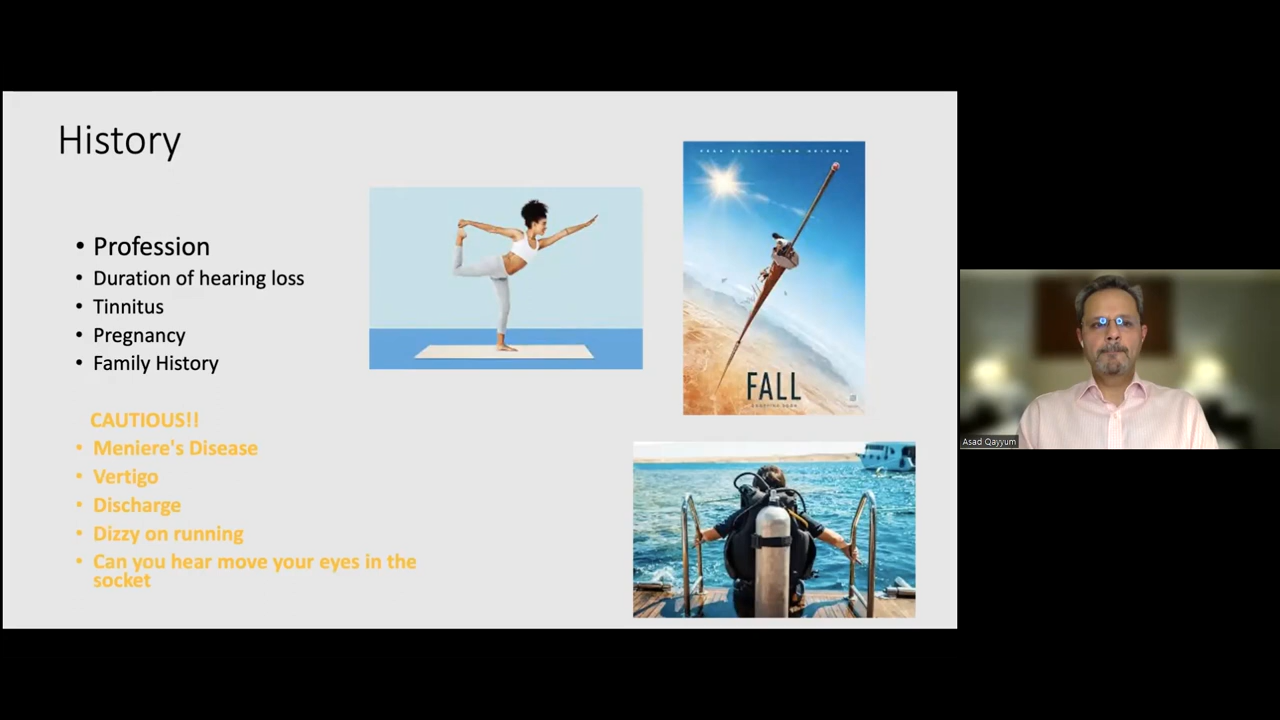 History
• Profession
• Duration of hearing loss
• Tinnitus
• Pregnancy
• Family History
CAUTIOUS!!
• Meniere's Disease
• Vertigo
• Discharge
• Dizzy on running
• Can you hear move your eyes in the
socket
FALL
Asad Qayyum